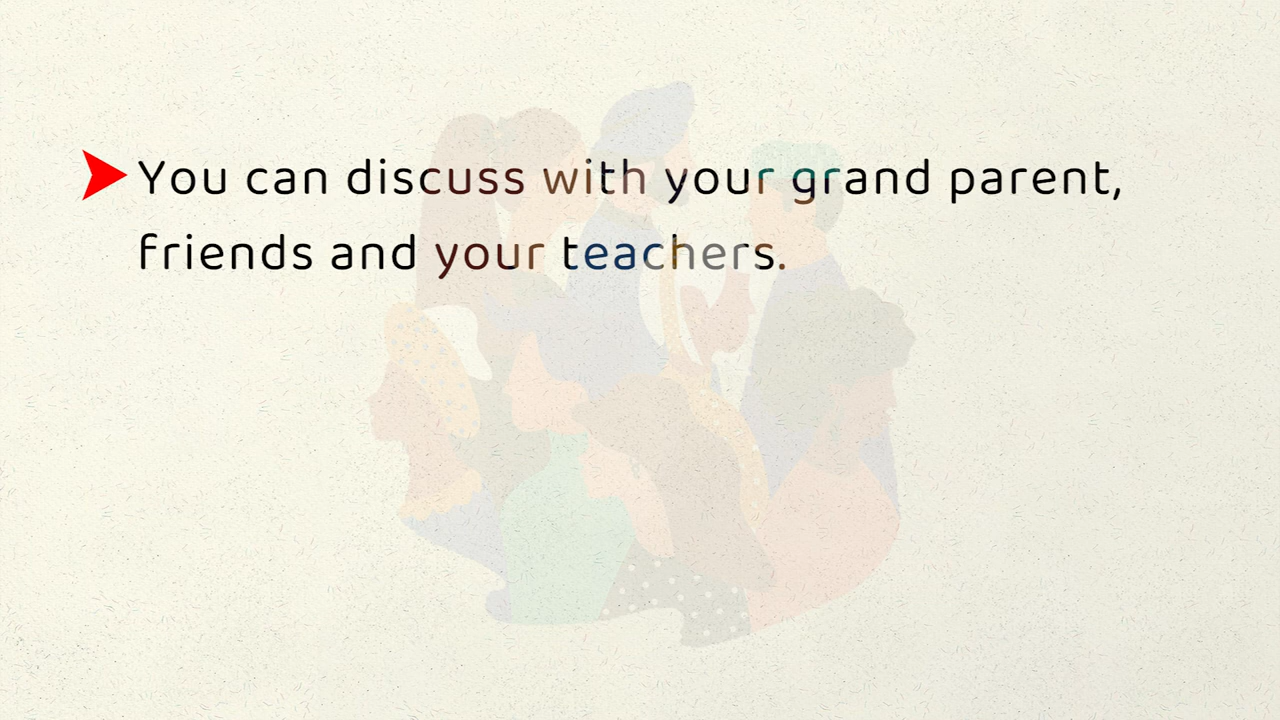 You can discuss with your grand parent,
friends and your teachers.